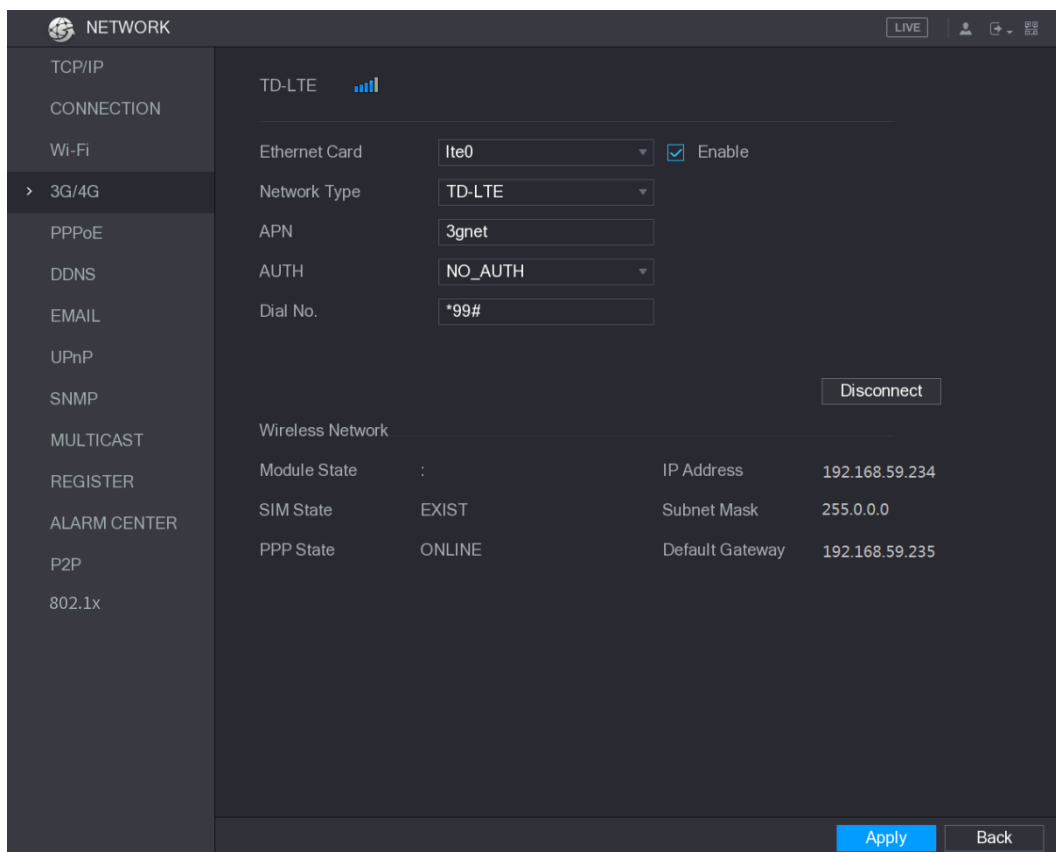 NETWORK LIVE
TCP/IP
CONNECTION
Wi-Fi
3G/4G
PPPoE
DDNS
EMAIL
UPnP
SNMP
MULTICAST
REGISTER
ALARM CENTER
P2P
802.1x
TD-LTE
Ethernet Card lte0 Enable
Network Type TD-LTE
APN 3gnet
AUTH NO_AUTH
Dial No. *99#
Disconnect
Wireless Network
Module State : IP Address 192.168.59.234
SIM State EXIST Subnet Mask 255.0.0.0
PPP State ONLINE Default Gateway 192.168.59.235
Apply Back